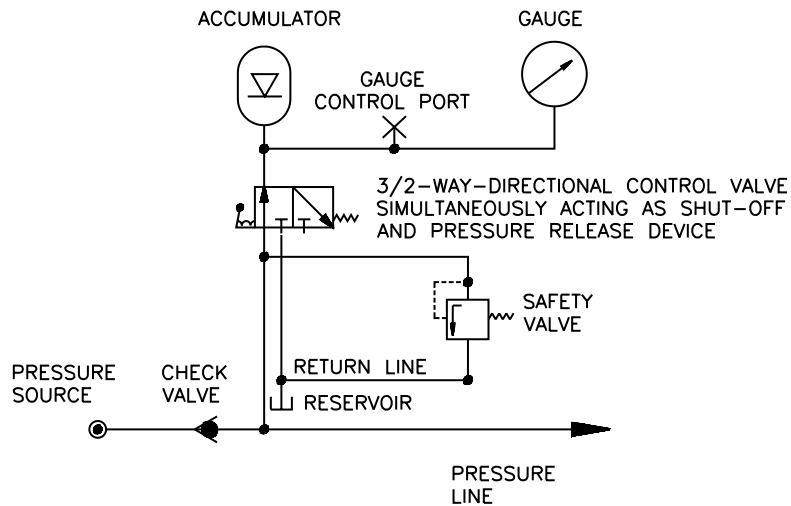 ACCUMULATOR
GAUGE
GAUGE
CONTROL PORT
3/2-WAY-DIRECTIONAL CONTROL VALVE
SIMULTANEOUSLY ACTING AS SHUT-OFF
AND PRESSURE RELEASE DEVICE
SAFETY
VALVE
RETURN LINE
RESERVOIR
PRESSURE
SOURCE
CHECK
VALVE
PRESSURE
LINE